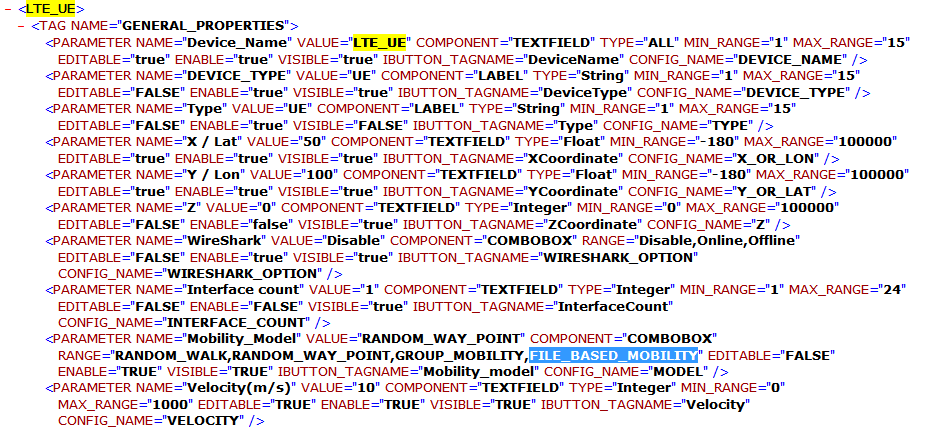 − <LTE_UE>
− <TAG NAME="GENERAL_PROPERTIES">
<PARAMETER NAME="Device_Name" VALUE="LTE_UE" COMPONENT="TEXTFIELD" TYPE="ALL" MIN_RANGE="1" MAX_RANGE="15"
EDITABLE="true" ENABLE="true" VISIBLE="true" IBUTTON_TAGNAME="DeviceName" CONFIG_NAME="DEVICE_NAME" />
<PARAMETER NAME="DEVICE_TYPE" VALUE="UE" COMPONENT="LABEL" TYPE="String" MIN_RANGE="1" MAX_RANGE="15"
EDITABLE="FALSE" ENABLE="true" VISIBLE="true" IBUTTON_TAGNAME="DeviceType" CONFIG_NAME="DEVICE_TYPE" />
<PARAMETER NAME="Type" VALUE="UE" COMPONENT="LABEL" TYPE="String" MIN_RANGE="1" MAX_RANGE="15"
EDITABLE="FALSE" ENABLE="true" VISIBLE="FALSE" IBUTTON_TAGNAME="Type" CONFIG_NAME="TYPE" />
<PARAMETER NAME="X / Lat" VALUE="50" COMPONENT="TEXTFIELD" TYPE="Float" MIN_RANGE="-180" MAX_RANGE="100000"
EDITABLE="true" ENABLE="true" VISIBLE="true" IBUTTON_TAGNAME="XCoordinate" CONFIG_NAME="X_OR_LON" />
<PARAMETER NAME="Y / Lon" VALUE="100" COMPONENT="TEXTFIELD" TYPE="Float" MIN_RANGE="-180" MAX_RANGE="100000"
EDITABLE="true" ENABLE="true" VISIBLE="true" IBUTTON_TAGNAME="YCoordinate" CONFIG_NAME="Y_OR_LAT" />
<PARAMETER NAME="Z" VALUE="0" COMPONENT="TEXTFIELD" TYPE="Integer" MIN_RANGE="0" MAX_RANGE="100000"
EDITABLE="FALSE" ENABLE="false" VISIBLE="true" IBUTTON_TAGNAME="ZCoordinate" CONFIG_NAME="Z" />
<PARAMETER NAME="WireShark" VALUE="Disable" COMPONENT="COMBOBOX" RANGE="Disable,Online,Offline"
EDITABLE="FALSE" ENABLE="true" VISIBLE="true" IBUTTON_TAGNAME="WIRESHARK_OPTION"
CONFIG_NAME="WIRESHARK_OPTION" />
<PARAMETER NAME="Interface count" VALUE="1" COMPONENT="TEXTFIELD" TYPE="Integer" MIN_RANGE="1" MAX_RANGE="24"
EDITABLE="FALSE" ENABLE="FALSE" VISIBLE="true" IBUTTON_TAGNAME="InterfaceCount"
CONFIG_NAME="INTERFACE_COUNT" />
<PARAMETER NAME="Mobility_Model" VALUE="RANDOM_WAY_POINT" COMPONENT="COMBOBOX"
RANGE="RANDOM_WALK,RANDOM_WAY_POINT,GROUP_MOBILITY,FILE_BASED_MOBILITY" EDITABLE="FALSE"
ENABLE="TRUE" VISIBLE="TRUE" IBUTTON_TAGNAME="Mobility_model" CONFIG_NAME="MODEL" />
<PARAMETER NAME="Velocity(m/s)" VALUE="10" COMPONENT="TEXTFIELD" TYPE="Integer" MIN_RANGE="0"
MAX_RANGE="1000" EDITABLE="TRUE" ENABLE="TRUE" VISIBLE="TRUE" IBUTTON_TAGNAME="Velocity"
CONFIG_NAME="VELOCITY" />